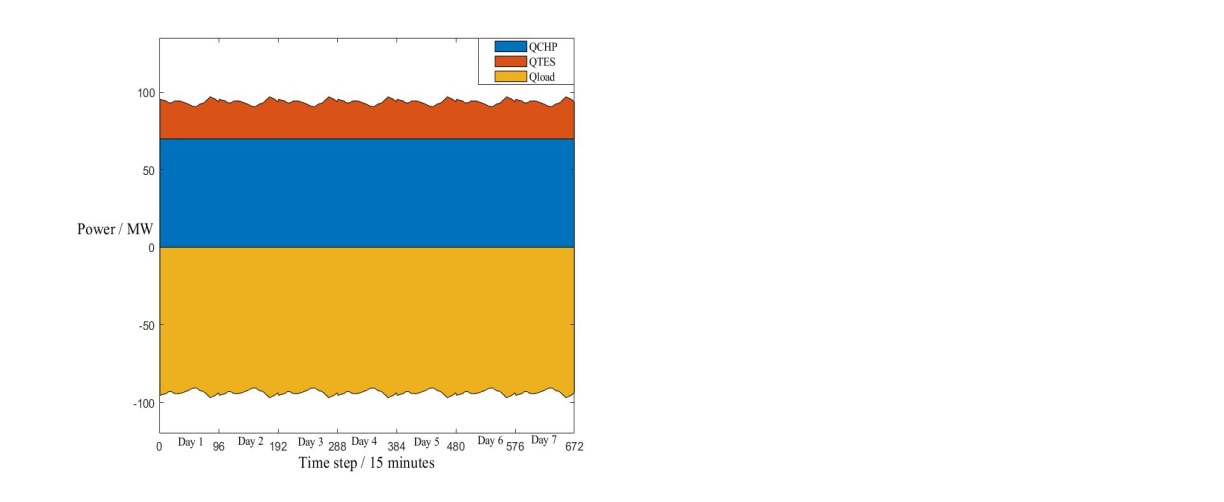 QCHP
QTES
Qload
100
50
Power / MW
0
-50
-100
Day 1 Day 2 Day 3 Day 4 Day 5 Day 6 Day 7
0 96 192 288 384 480 576 672
Time step / 15 minutes